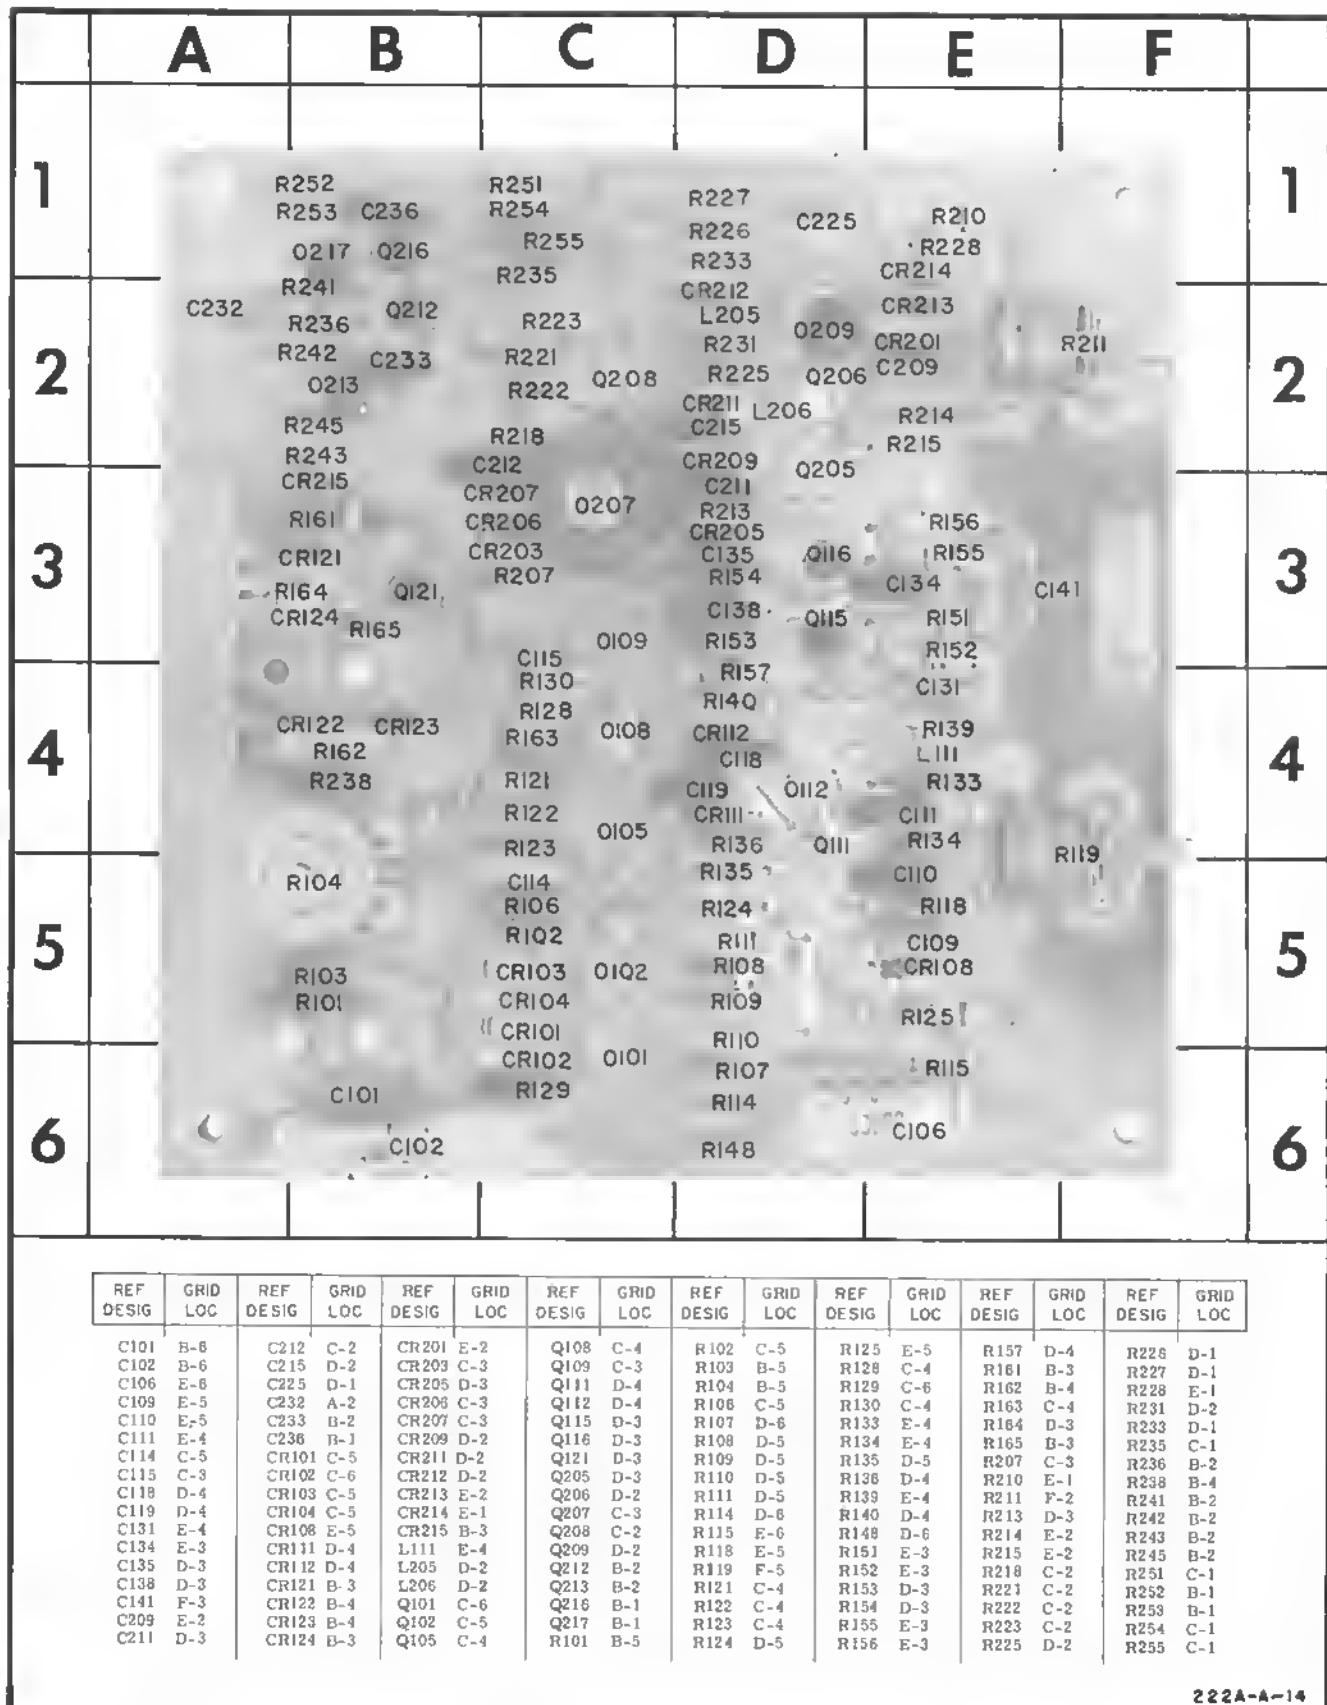 A B C D E F
1 1
R252 R251 R227
R253 C236 R254 C225 R210
R226
O217 Q216 R255 R228
R233 CR214
R235
R241 CR212
C232 Q212 L205 CR213
R236 R223 O209
R231 CR201 R211
R242 C233 R221
2 C209 2
O213 R222 Q208 R225 Q206
CR211 L206
R245 C215 R214
R218 R215
R243 C212 CR209 Q205
CR215 CR207 C211
O207
R161 CR206 R213 R156
CR205
CR121 CR203 C135 Q116 R155
3 3
R207 R154
R164 Q121 C134 C141
CR124 C138 Q115 R151
R165
O109 R153 R152
C115 R157
R130 C131
R140
R128
CR122 CR123 R163 O108 CR112 R139
R162 C118 L111
4 4
R238 R121 C119 O112 R133
R122 CR111 C111
O105
R123 R136 Q111 R134 R119
R104 C114 R135 C110
R106 R124 R118
R102 R111 C109
5 5
R103 CR103 O102 R108 CR108
R101 CR104 R109
R125
CR101 R110
CR102 O101 R107 R115
C101 R129 R114
6 C106 6
C102 R148
REF DESIG GRID LOC REF DESIG GRID LOC REF DESIG GRID LOC REF DESIG GRID LOC REF DESIG GRID LOC REF DESIG GRID LOC REF DESIG GRID LOC REF DESIG GRID LOC
C101 B-6 C212 C-2 CR201 E-2 Q108 C-4 R102 C-5 R125 E-5 R157 D-4 R226 D-1
C102 B-6 C215 D-2 CR203 C-3 Q109 C-3 R103 B-5 R128 C-4 R161 B-3 R227 D-1
C106 E-6 C225 D-1 CR205 D-3 Q111 D-4 R104 B-5 R129 C-6 R162 B-4 R228 E-1
C109 E-5 C232 A-2 CR206 C-3 Q112 D-4 R106 C-5 R130 C-4 R163 C-4 R231 D-2
C110 E-5 C233 B-2 CR207 C-3 Q115 D-3 R107 D-6 R133 E-4 R164 D-3 R233 D-1
C111 E-4 C236 B-1 CR209 D-2 Q116 D-3 R108 D-5 R134 E-4 R165 B-3 R235 C-1
C114 C-5 CR101 C-5 CR211 D-2 Q121 D-3 R109 D-5 R135 D-5 R207 C-3 R236 B-2
C115 C-3 CR102 C-6 CR212 D-2 Q205 D-3 R110 D-5 R136 D-4 R210 E-1 R238 B-4
C118 D-4 CR103 C-5 CR213 E-2 Q206 D-2 R111 D-5 R139 E-4 R211 F-2 R241 B-2
C119 D-4 CR104 C-5 CR214 E-1 Q207 C-3 R114 D-6 R140 D-4 R213 D-3 R242 B-2
C131 E-4 CR108 E-5 CR215 B-3 Q208 C-2 R115 E-6 R148 D-6 R214 E-2 R243 B-2
C134 E-3 CR111 D-4 L111 E-4 Q209 D-2 R118 E-5 R151 E-3 R215 E-2 R245 B-2
C135 D-3 CR112 D-4 L205 D-2 Q212 B-2 R119 F-5 R152 E-3 R218 C-2 R251 C-1
C138 D-3 CR121 B-3 L206 D-2 Q213 B-2 R121 C-4 R153 D-3 R221 C-2 R252 B-1
C141 F-3 CR122 B-4 Q101 C-6 Q216 B-1 R122 C-4 R154 D-3 R222 C-2 R253 B-1
C209 E-2 CR123 B-4 Q102 C-5 Q217 B-1 R123 C-4 R155 E-3 R223 C-2 R254 C-1
C211 D-3 CR124 B-3 Q105 C-4 R101 B-5 R124 D-5 R156 E-3 R225 D-2 R255 C-1
222A-A-14